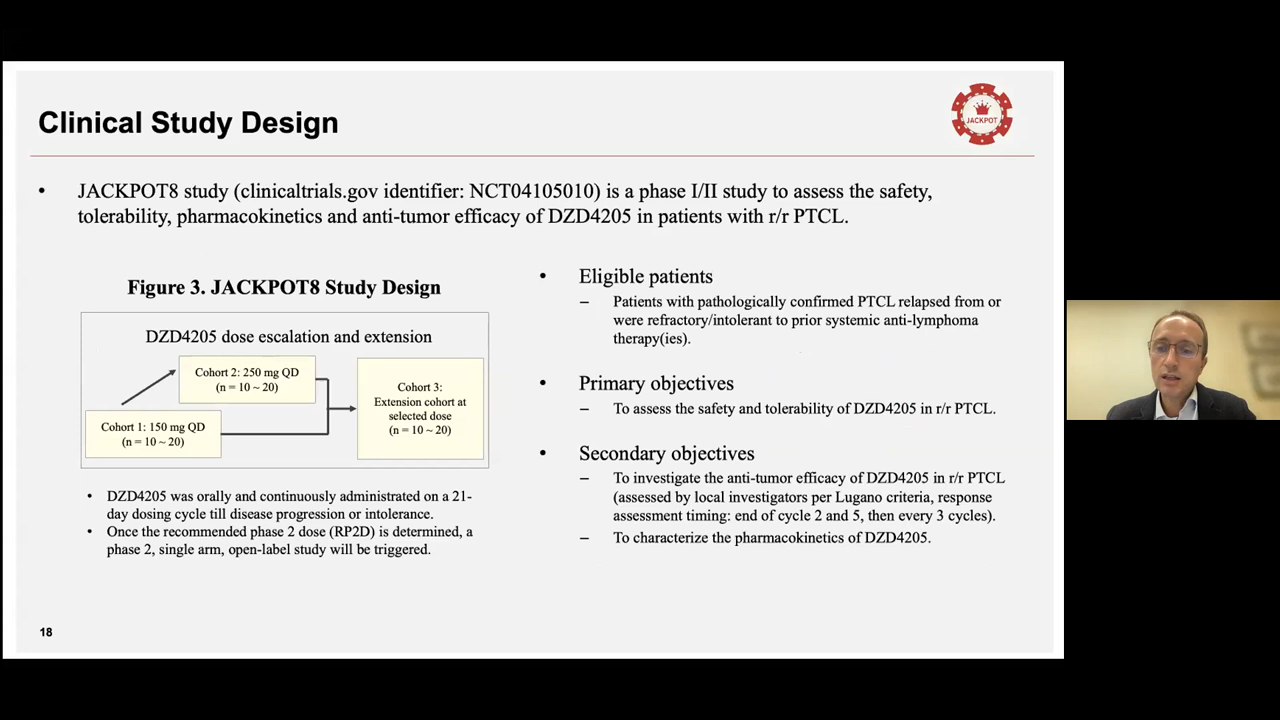 Clinical Study Design
JACKPOT
• JACKPOT8 study (clinicaltrials.gov identifier: NCT04105010) is a phase I/II study to assess the safety,
tolerability, pharmacokinetics and anti-tumor efficacy of DZD4205 in patients with r/r PTCL.
Figure 3. JACKPOT8 Study Design
DZD4205 dose escalation and extension
Cohort 2: 250 mg QD
(n = 10 ~ 20)
Cohort 1: 150 mg QD
(n = 10 ~ 20)
Cohort 3:
Extension cohort at
selected dose
(n = 10 ~ 20)
• DZD4205 was orally and continuously administrated on a 21-
day dosing cycle till disease progression or intolerance.
• Once the recommended phase 2 dose (RP2D) is determined, a
phase 2, single arm, open-label study will be triggered.
• Eligible patients
– Patients with pathologically confirmed PTCL relapsed from or
were refractory/intolerant to prior systemic anti-lymphoma
therapy(ies).
• Primary objectives
– To assess the safety and tolerability of DZD4205 in r/r PTCL.
• Secondary objectives
– To investigate the anti-tumor efficacy of DZD4205 in r/r PTCL
(assessed by local investigators per Lugano criteria, response
assessment timing: end of cycle 2 and 5, then every 3 cycles).
– To characterize the pharmacokinetics of DZD4205.
18